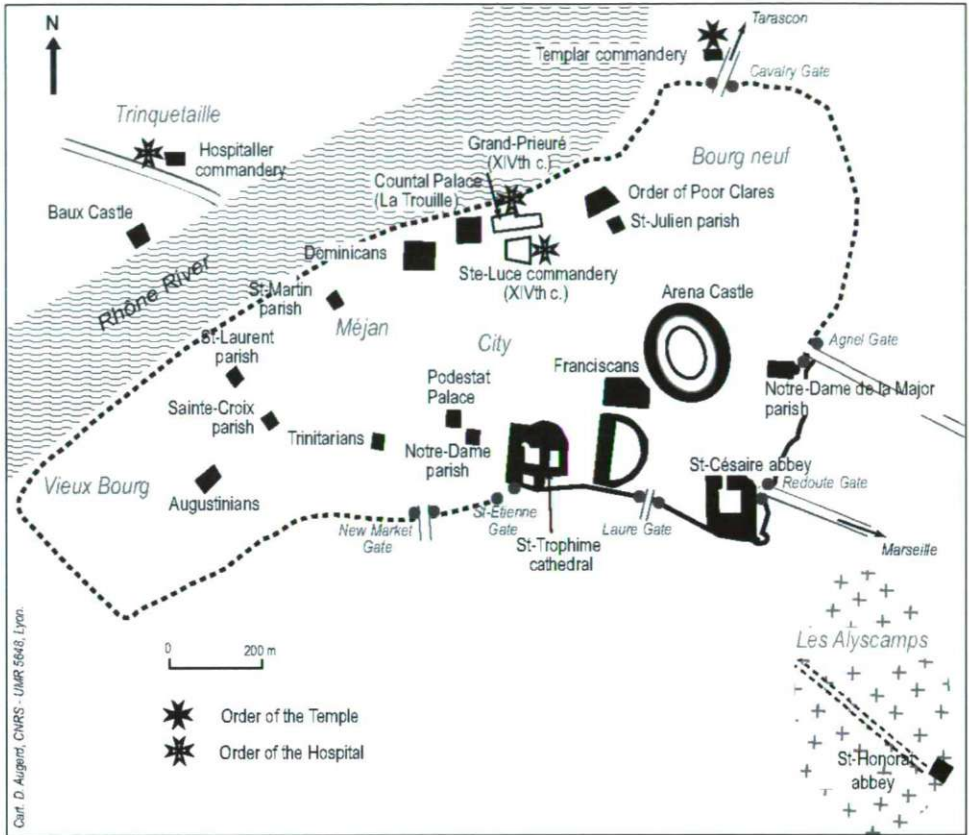 N
Tarascon
Templar commandery
Cavalry Gate
Trinquetaille
Hospitaller
commandery
Grand-Prieuré
(XIVth c.)
Bourg neuf
Countal Palace
(La Trouille)
Order of Poor Clares
St-Julien parish
Baux Castle
Dominicans
Ste-Luce commandery
(XIVth c.)
Rhône River
St-Martin
parish
Méjan
Arena Castle
City
St-Laurent
parish
Agnel Gate
Franciscans
Notre-Dame de la Major
parish
Podestat
Palace
Sainte-Croix
parish
Trinitarians
Notre-Dame
parish
St-Césaire abbey
Vieux Bourg
Augustinians
Redoute Gate
New Market
Gate
St-Etienne
Gate
Laure Gate
St-Trophime
cathedral
Marseille
Les Alyscamps
St-Honorat
abbey
0 200 m
Order of the Temple
Order of the Hospital
Cart. D. Augerd, CNRS - UMR 5648, Lyon.